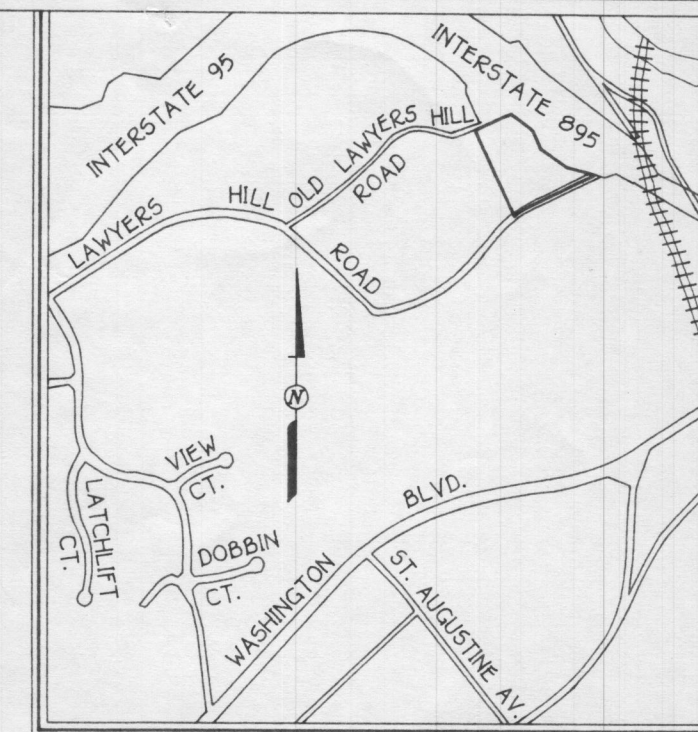 INTERSTATE 95
INTERSTATE 895
OLD LAWYERS HILL
ROAD
LAWYERS HILL
ROAD
N
VIEW
CT.
LATCHLIFT
CT.
DOBBIN
CT.
WASHINGTON BLVD.
ST. AUGUSTINE AV.